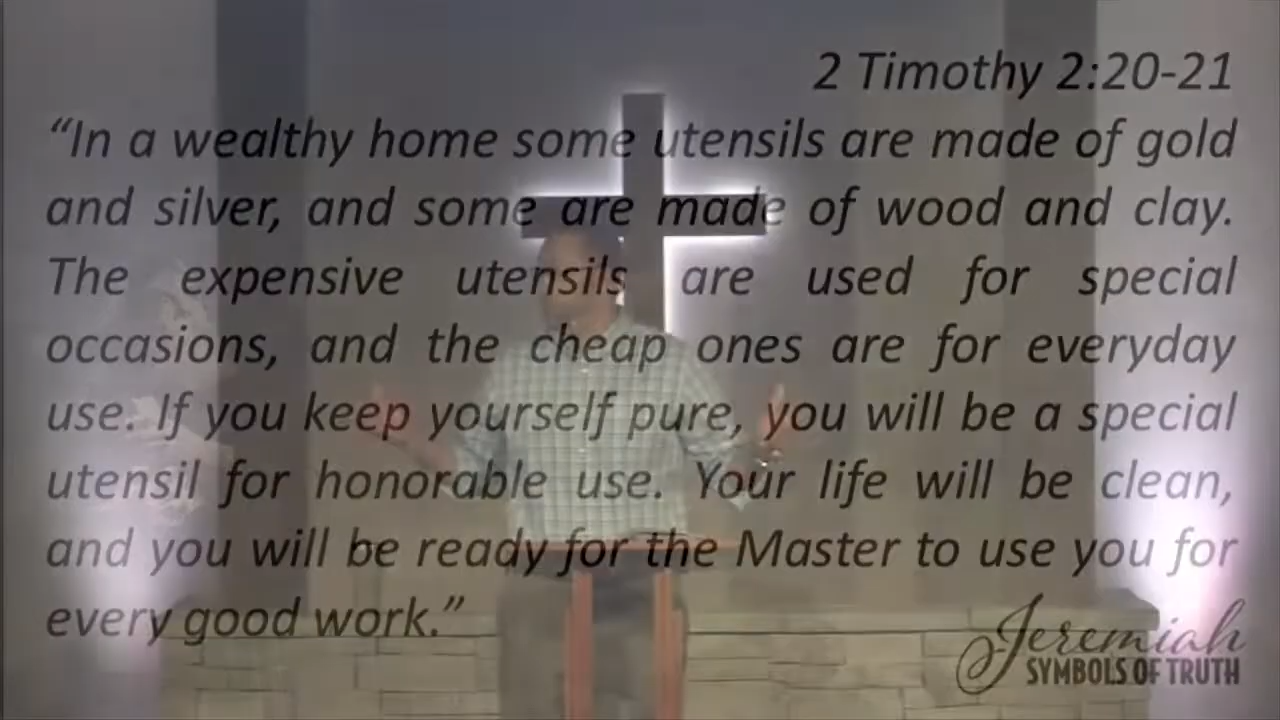 2 Timothy 2:20-21
“In a wealthy home some utensils are made of gold
and silver, and some are made of wood and clay.
The expensive utensils are used for special
occasions, and the cheap ones are for everyday
use. If you keep yourself pure, you will be a special
utensil for honorable use. Your life will be clean,
and you will be ready for the Master to use you for
every good work.”
Jeremiah
SYMBOLS OF TRUTH